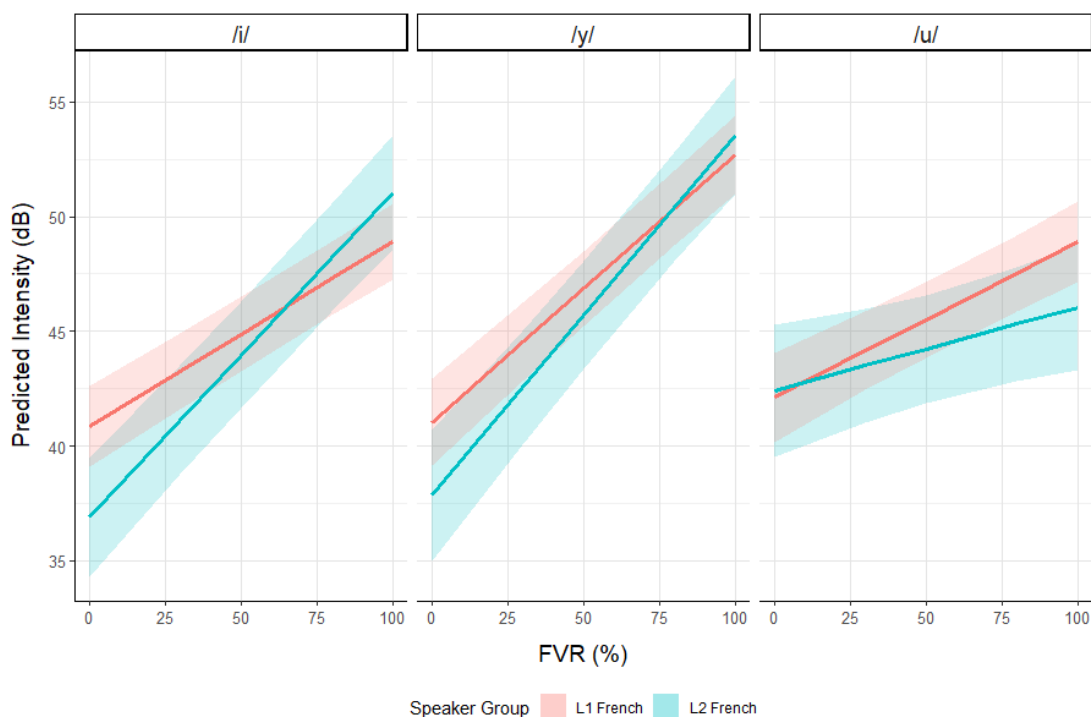 /i/ /y/ /u/
55
50
45
40
35
Predicted Intensity (dB)
0 25 50 75 100 0 25 50 75 100 0 25 50 75 100
FVR (%)
Speaker Group L1 French L2 French